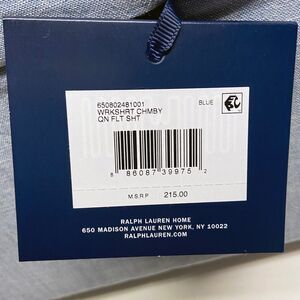 650802481001 BLUE
WRKSHRT CHMBY
QN FLT SHT
8 86087 39975 2
M.S.R.P 215.00
RALPH LAUREN HOME
650 MADISON AVENUE NEW YORK, NY 10022
RALPHLAUREN.COM